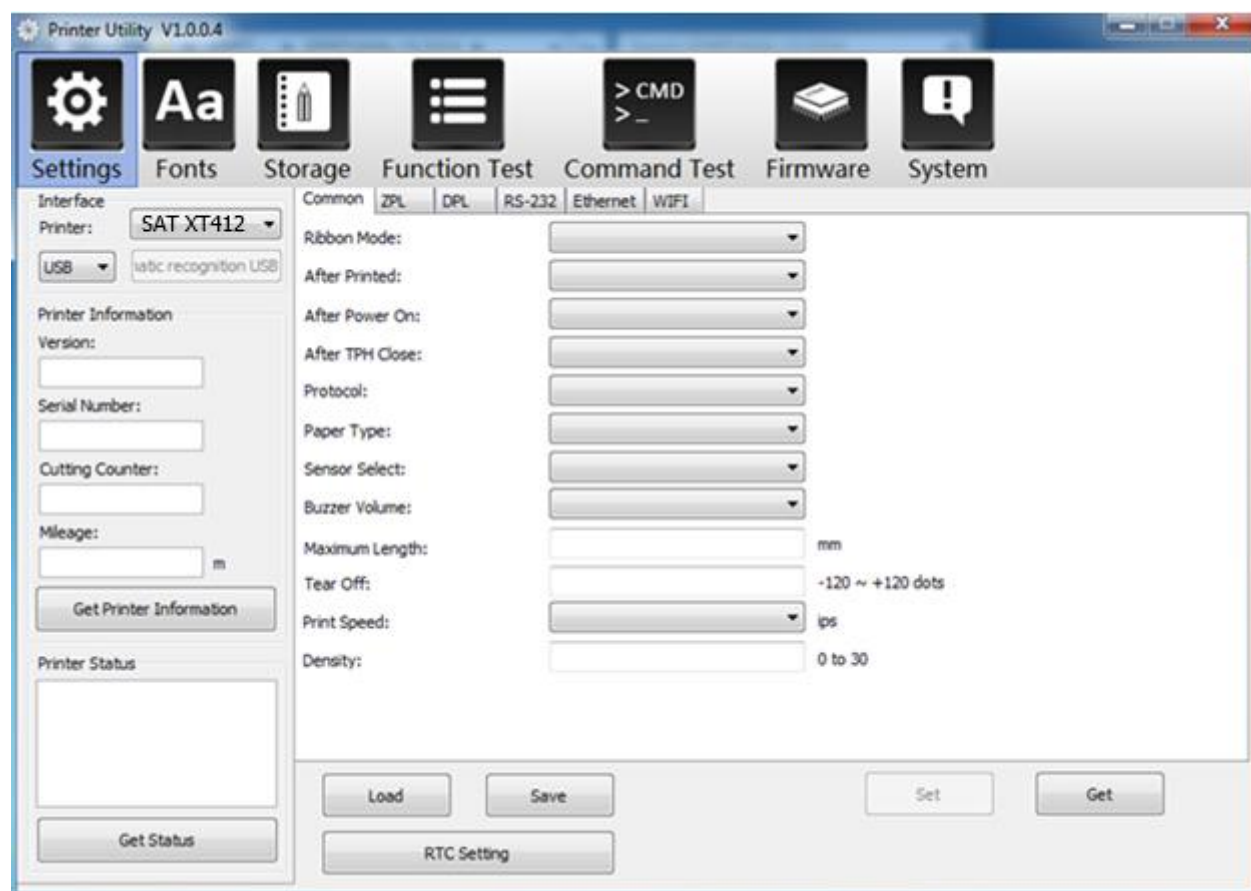 Printer Utility V1.0.0.4
> CMD
>_
Aa
Settings Fonts Storage Function Test Command Test Firmware System
Interface
Printer: SAT XT412
USB atic recognition USB
Printer Information
Version:
Serial Number:
Cutting Counter:
Mileage:
m
Get Printer Information
Printer Status
Get Status
Common ZPL DPL RS-232 Ethernet WIFI
Ribbon Mode:
After Printed:
After Power On:
After TPH Close:
Protocol:
Paper Type:
Sensor Select:
Buzzer Volume:
Maximum Length: mm
Tear Off: -120 ~ +120 dots
Print Speed: ips
Density: 0 to 30
Load Save Set Get
RTC Setting